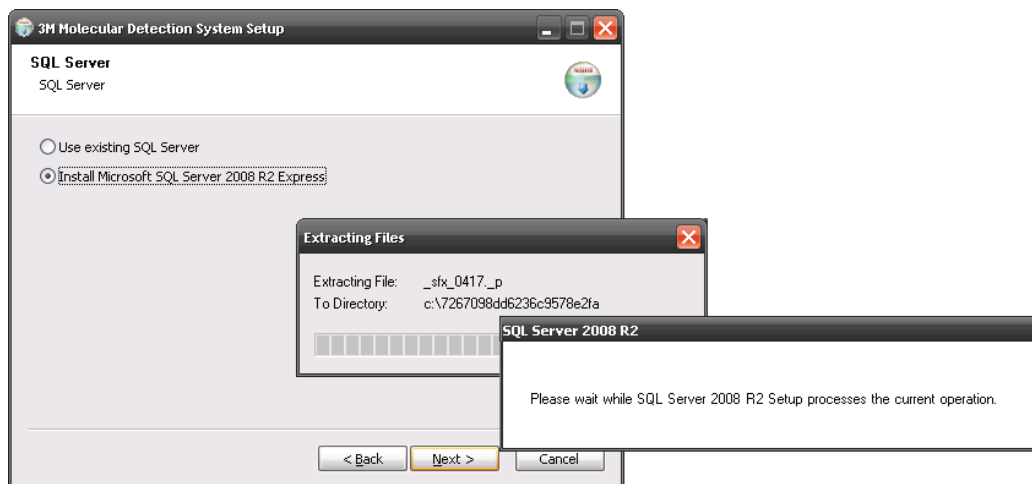 3M Molecular Detection System Setup
SQL Server
SQL Server
Use existing SQL Server
Install Microsoft SQL Server 2008 R2 Express
Extracting Files
Extracting File: _sfx_0417._p
To Directory: c:\7267098dd6236c9578e2fa
SQL Server 2008 R2
Please wait while SQL Server 2008 R2 Setup processes the current operation.
< Back Next > Cancel